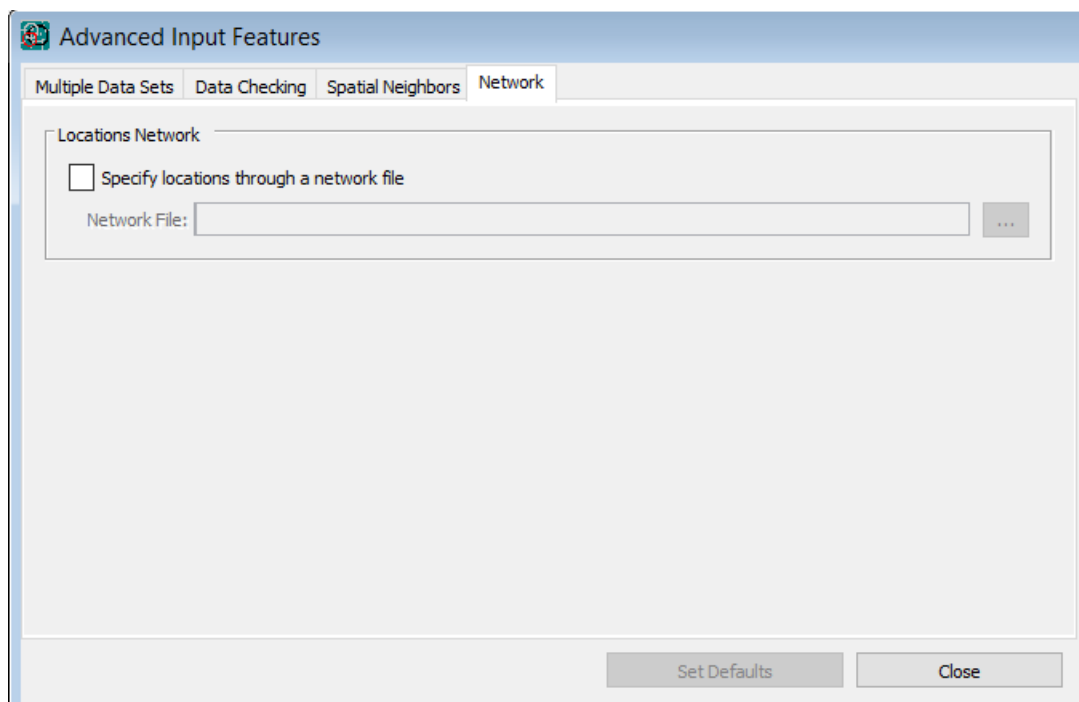 Advanced Input Features
Multiple Data Sets Data Checking Spatial Neighbors Network
Locations Network
Specify locations through a network file
Network File: ...
Set Defaults Close